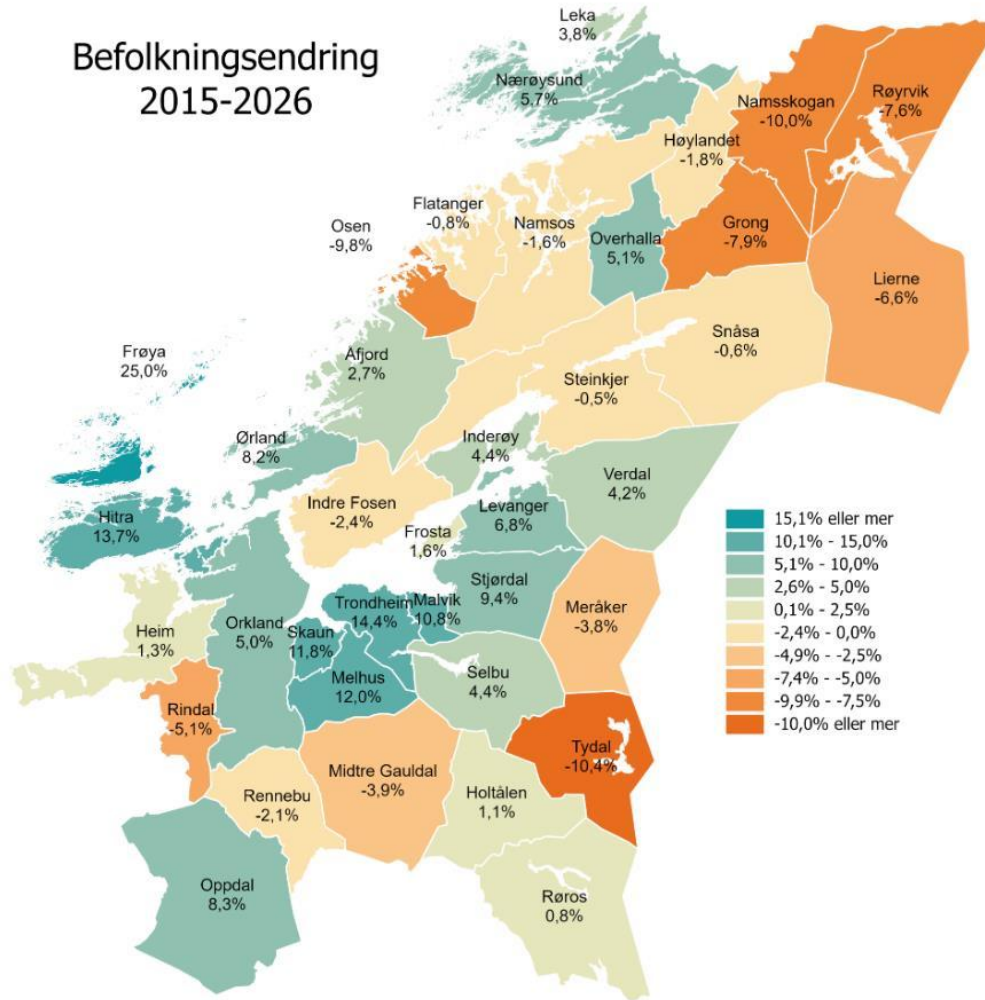 Befolkningsendring
2015-2026
Leka
3,8%
Nærøysund
5,7%
Namsskogan
-10,0%
Røyrvik
-7,6%
Høylandet
-1,8%
Flatanger
-0,8%
Osen
-9,8%
Namsos
-1,6%
Overhalla
5,1%
Grong
-7,9%
Lierne
-6,6%
Snåsa
-0,6%
Frøya
25,0%
Åfjord
2,7%
Steinkjer
-0,5%
Ørland
8,2%
Inderøy
4,4%
Verdal
4,2%
Indre Fosen
-2,4%
Levanger
6,8%
Hitra
13,7%
Frosta
1,6%
Stjørdal
9,4%
Meråker
-3,8%
Trondheim
14,4%
Malvik
10,8%
Orkland
5,0%
Skaun
11,8%
Heim
1,3%
Melhus
12,0%
Selbu
4,4%
Rindal
-5,1%
Tydal
-10,4%
Midtre Gauldal
-3,9%
Rennebu
-2,1%
Holtålen
1,1%
Oppdal
8,3%
Røros
0,8%
15,1% eller mer
10,1% - 15,0%
5,1% - 10,0%
2,6% - 5,0%
0,1% - 2,5%
-2,4% - 0,0%
-4,9% - -2,5%
-7,4% - -5,0%
-9,9% - -7,5%
-10,0% eller mer